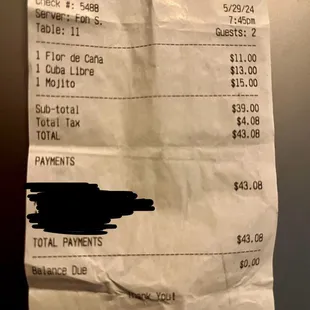 Check #: 5488 5/29/24
Server: Fon S. 7:45pm
Table: 11 Guests: 2
1 Flor de Caña $11.00
1 Cuba Libre $13.00
1 Mojito $15.00
Sub-total $39.00
Total Tax $4.08
TOTAL $43.08
PAYMENTS
$43.08
TOTAL PAYMENTS $43.08
Balance Due $0.00
Thank You!